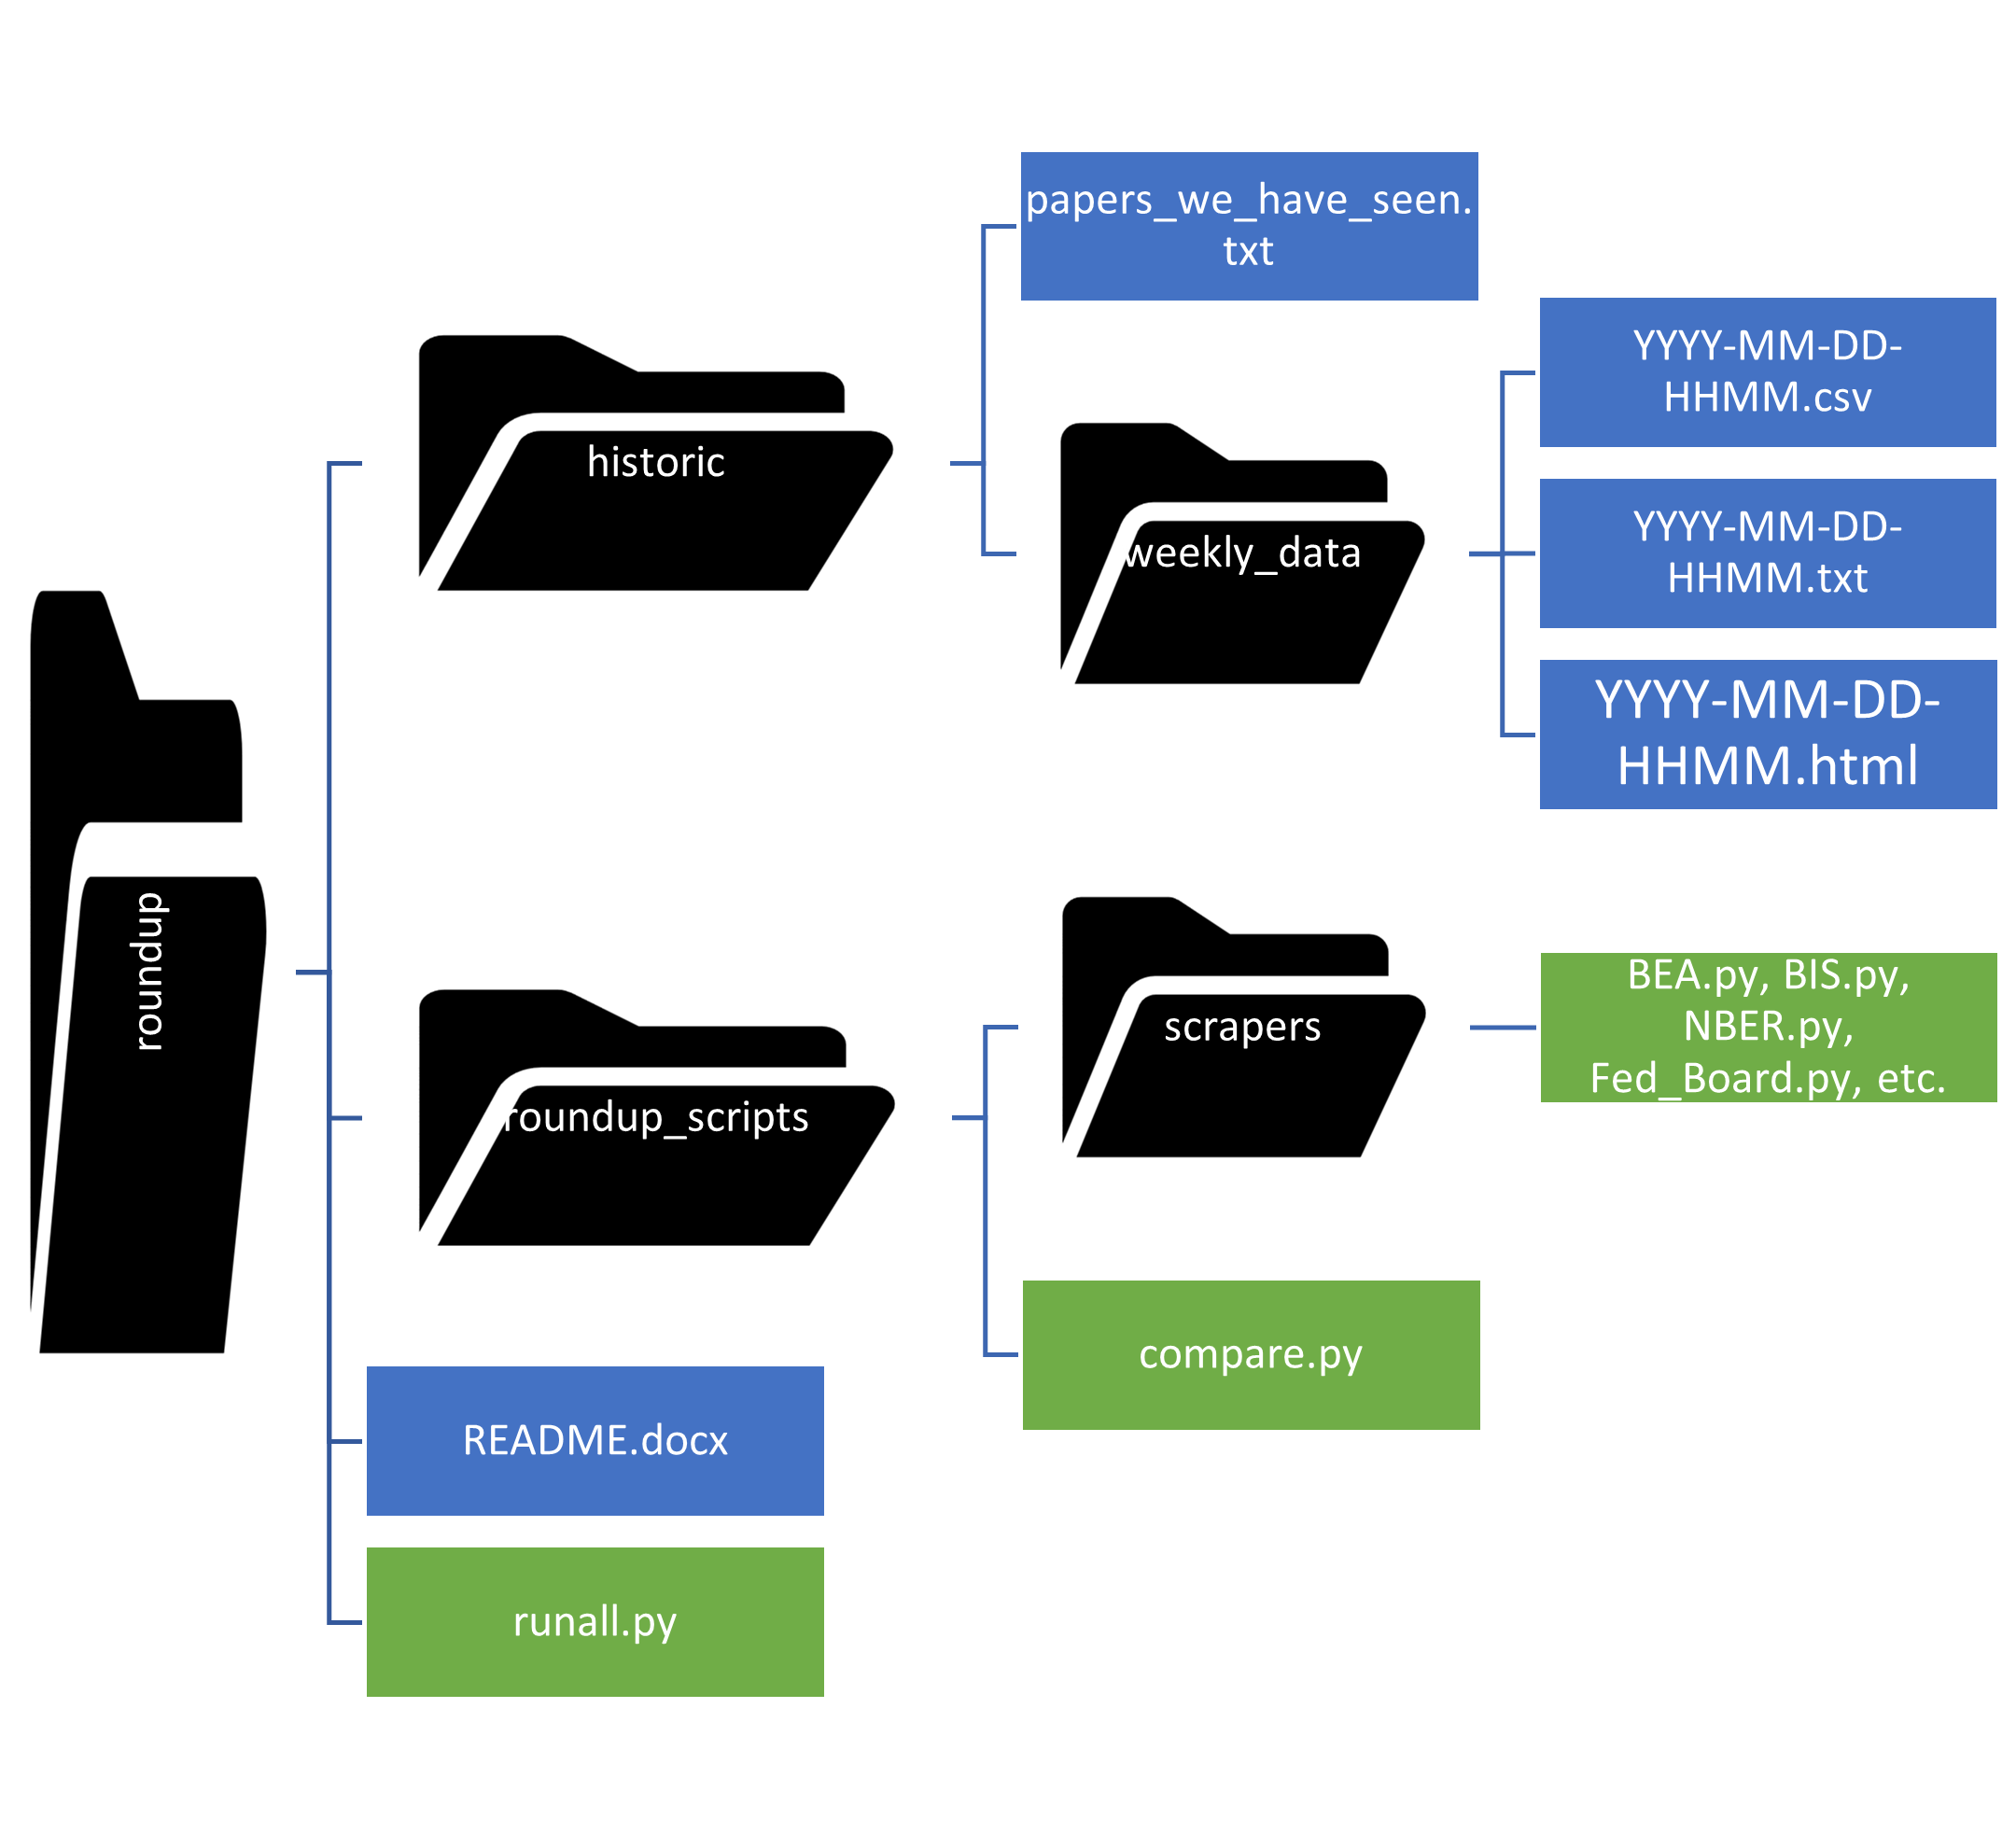 papers_we_have_seen.
txt
YYYY-MM-DD-
HHMM.csv
historic
weekly_data
YYYY-MM-DD-
HHMM.txt
YYYY-MM-DD-
HHMM.html
roundup
scrapers
BEA.py, BIS.py,
NBER.py,
Fed_Board.py, etc.
roundup_scripts
compare.py
README.docx
runall.py